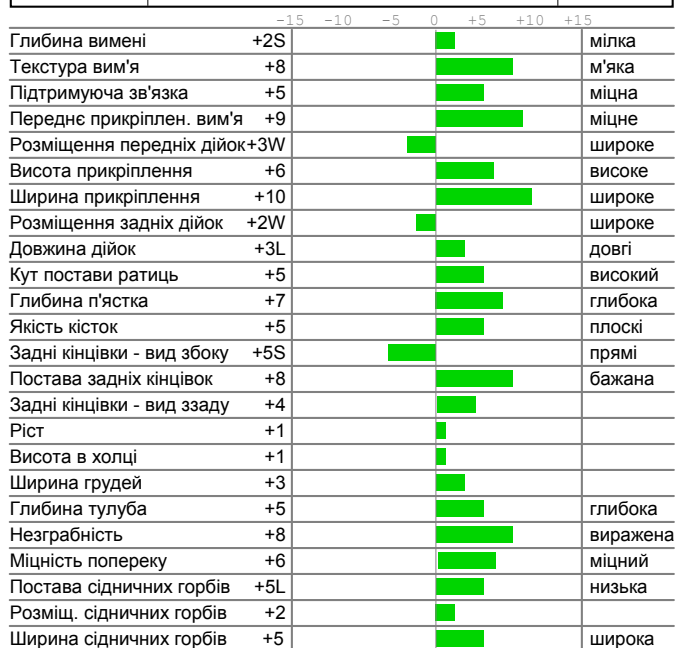 -15 -10 -5 0 +5 +10 +15
Глибина вимені +2S мілка
Текстура вим'я +8 м'яка
Підтримуюча зв'язка +5 міцна
Переднє прикріплен. вим'я +9 міцне
Розміщення передніх дійок+3W широке
Висота прикріплення +6 високе
Ширина прикріплення +10 широке
Розміщення задніх дійок +2W широке
Довжина дійок +3L довгі
Кут постави ратиць +5 високий
Глибина п'ястка +7 глибока
Якість кісток +5 плоскі
Задні кінцівки - вид збоку +5S прямі
Постава задніх кінцівок +8 бажана
Задні кінцівки - вид ззаду +4
Ріст +1
Висота в холці +1
Ширина грудей +3
Глибина тулуба +5 глибока
Незграбність +8 виражена
Міцність попереку +6 міцний
Постава сідничних горбів +5L низька
Розміщ. сідничних горбів +2
Ширина сідничних горбів +5 широка